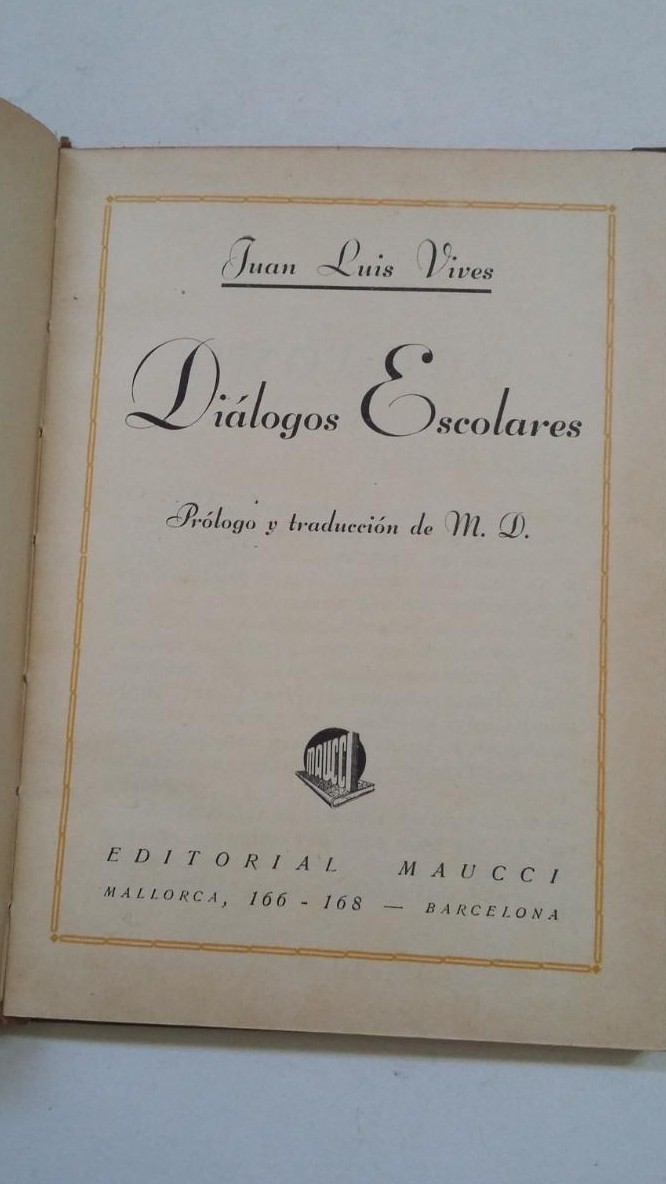 Juan Luis Vives
Diálogos Escolares
Prólogo y traducción de M. D.
MAUCCI
EDITORIAL MAUCCI
MALLORCA, 166 - 168 — BARCELONA